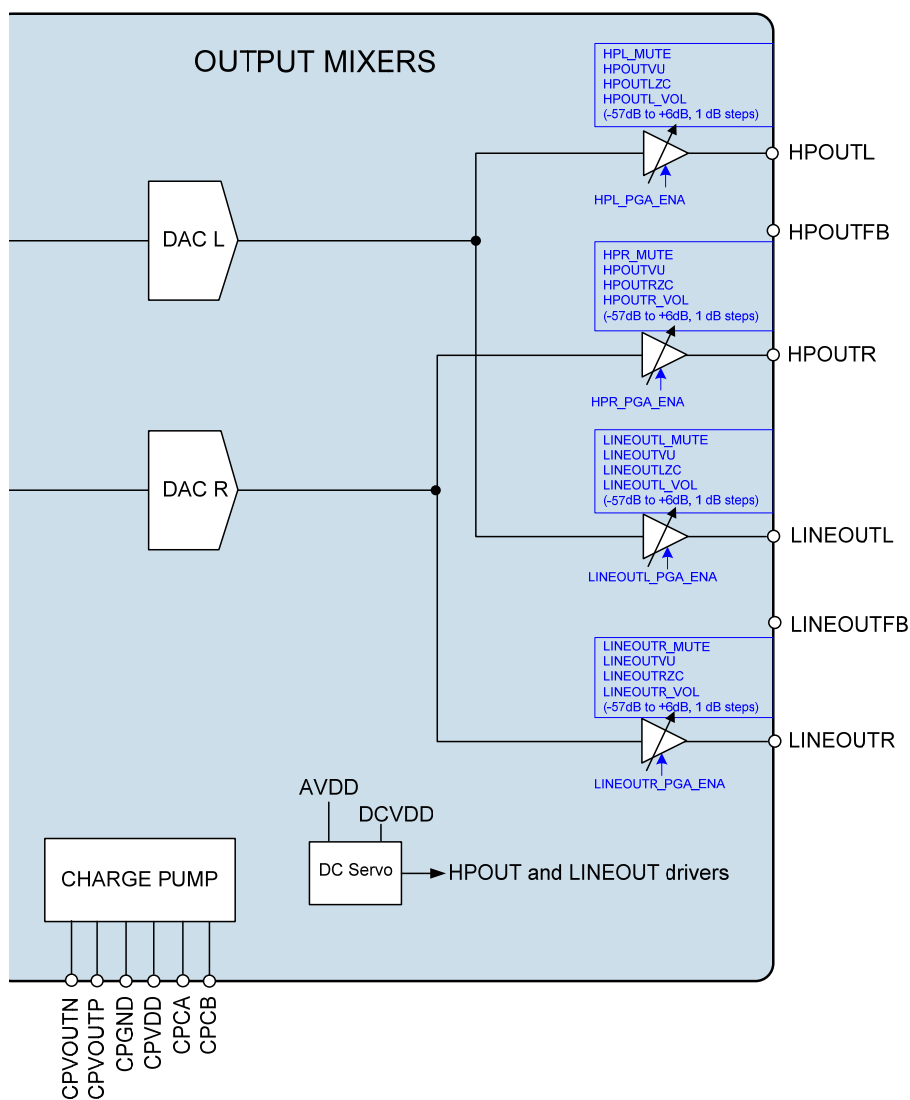 OUTPUT MIXERS
HPL_MUTE
HPOUTVU
HPOUTLZC
HPOUTL_VOL
(-57dB to +6dB, 1 dB steps)
HPOUTL
HPL_PGA_ENA
DAC L
HPOUTFB
HPR_MUTE
HPOUTVU
HPOUTRZC
HPOUTR_VOL
(-57dB to +6dB, 1 dB steps)
HPOUTR
HPR_PGA_ENA
LINEOUTL_MUTE
LINEOUTVU
LINEOUTLZC
LINEOUTL_VOL
(-57dB to +6dB, 1 dB steps)
DAC R
LINEOUTL
LINEOUTL_PGA_ENA
LINEOUTFB
LINEOUTR_MUTE
LINEOUTVU
LINEOUTRZC
LINEOUTR_VOL
(-57dB to +6dB, 1 dB steps)
LINEOUTR
LINEOUTR_PGA_ENA
AVDD
DCVDD
DC Servo
HPOUT and LINEOUT drivers
CHARGE PUMP
CPVOUTN
CPVOUTP
CPGND
CPVDD
CPCA
CPCB